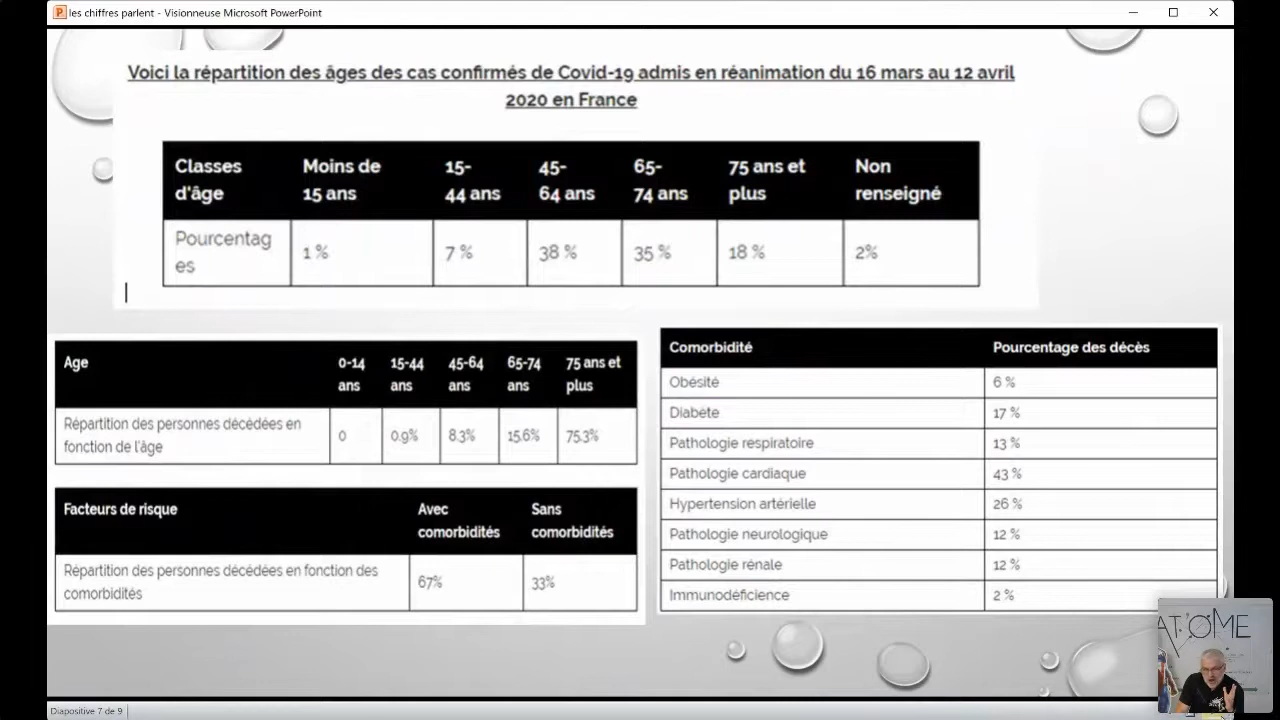 les chiffres parlent - Visionneuse Microsoft PowerPoint
Voici la répartition des âges des cas confirmés de Covid-19 admis en réanimation du 16 mars au 12 avril
2020 en France
Classes d'âge Moins de 15 ans 15-44 ans 45-64 ans 65-74 ans 75 ans et plus Non renseigné
Pourcentages 1 % 7 % 38 % 35 % 18 % 2%
Age 0-14 ans 15-44 ans 45-64 ans 65-74 ans 75 ans et plus
Répartition des personnes décédées en fonction de l'âge 0 0.9% 8.3% 15.6% 75.3%
Facteurs de risque Avec comorbidités Sans comorbidités
Répartition des personnes décédées en fonction des comorbidités 67% 33%
Comorbidité Pourcentage des décès
Obésité 6 %
Diabète 17 %
Pathologie respiratoire 13 %
Pathologie cardiaque 43 %
Hypertension artérielle 26 %
Pathologie neurologique 12 %
Pathologie rénale 12 %
Immunodéficience 2 %
ATOME
Diapositive 7 de 9